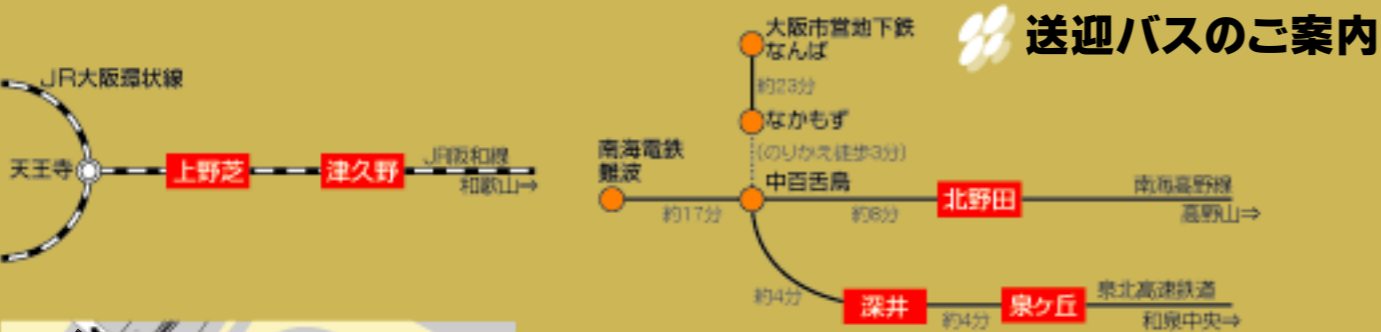 送迎バスのご案内
JR大阪環状線
天王寺
上野芝
津久野
JR阪和線
和歌山⇒
大阪市営地下鉄
なんば
約23分
なかもず
(のりかえ徒歩3分)
南海電鉄
難波
約17分
中百舌鳥
約8分
北野田
南海高野線
高野山⇒
約4分
深井
約4分
泉ヶ丘
泉北高速鉄道
和泉中央⇒